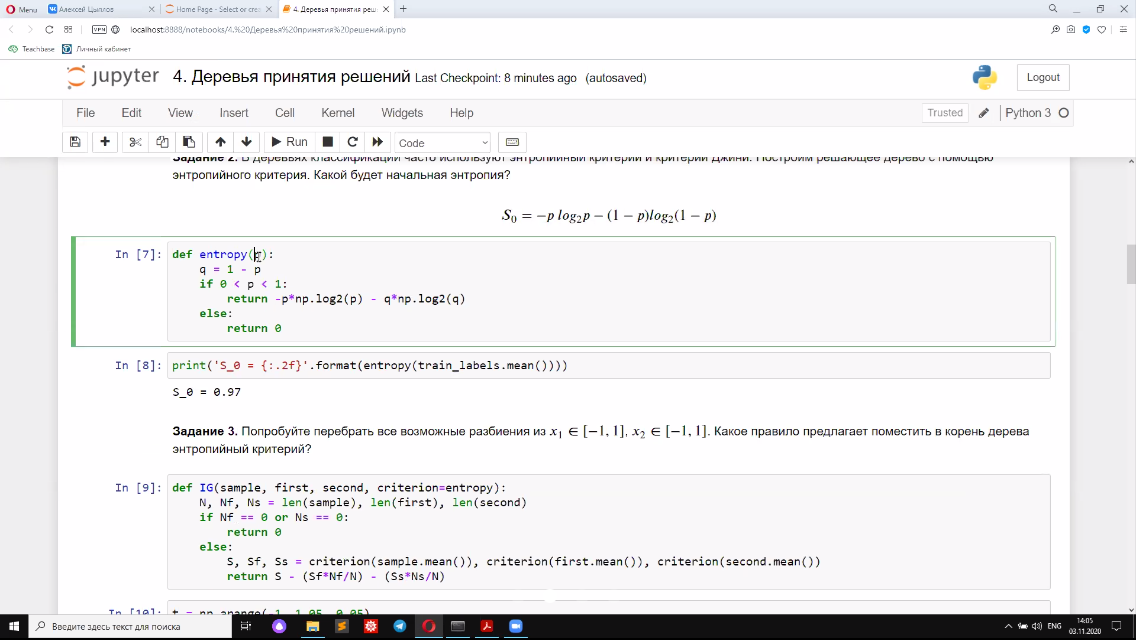 Menu
Алексей Цыплов
Home Page - Select or cre
4. Деревья принятия реш
VPN
localhost:8888/notebooks/4.%20Деревья%20принятия%20решений.ipynb
Teachbase
Личный кабинет
jupyter 4. Деревья принятия решений Last Checkpoint: 8 minutes ago (autosaved)
Logout
File Edit View Insert Cell Kernel Widgets Help
Trusted
Python 3
Run
Code
Задание 2. В деревьях классификации часто используют энтропийный критерий и критерий Джини. Построим решающее дерево с помощью
энтропийного критерия. Какой будет начальная энтропия?
S₀ = −p log₂p − (1 − p)log₂(1 − p)
In [7]: def entropy(p):
q = 1 - p
if 0 < p < 1:
return -p*np.log2(p) - q*np.log2(q)
else:
return 0
In [8]: print('S_0 = {:.2f}'.format(entropy(train_labels.mean())))
S_0 = 0.97
Задание 3. Попробуйте перебрать все возможные разбиения из x₁ ∈ [−1, 1], x₂ ∈ [−1, 1]. Какое правило предлагает поместить в корень дерева
энтропийный критерий?
In [9]: def IG(sample, first, second, criterion=entropy):
N, Nf, Ns = len(sample), len(first), len(second)
if Nf == 0 or Ns == 0:
return 0
else:
S, Sf, Ss = criterion(sample.mean()), criterion(first.mean()), criterion(second.mean())
return S - (Sf*Nf/N) - (Ss*Ns/N)
In [10]: t = np.arange(-1, 1.05, 0.05)
Введите здесь текст для поиска
ENG
14:05
03.11.2020